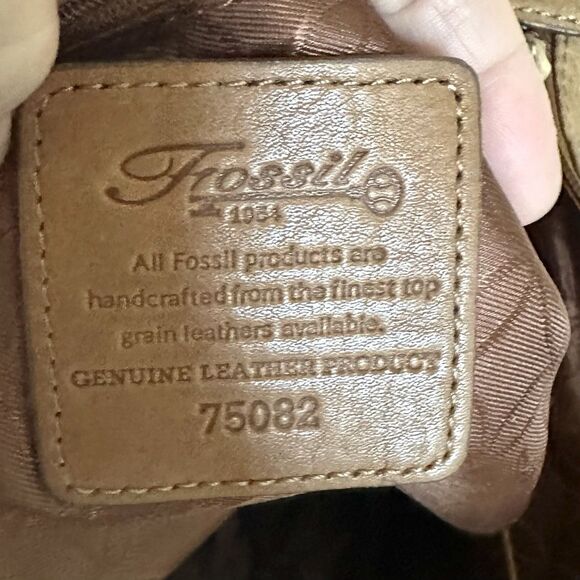 Fossil
1954
All Fossil products are
handcrafted from the finest top
grain leathers available.
GENUINE LEATHER PRODUCT
75082